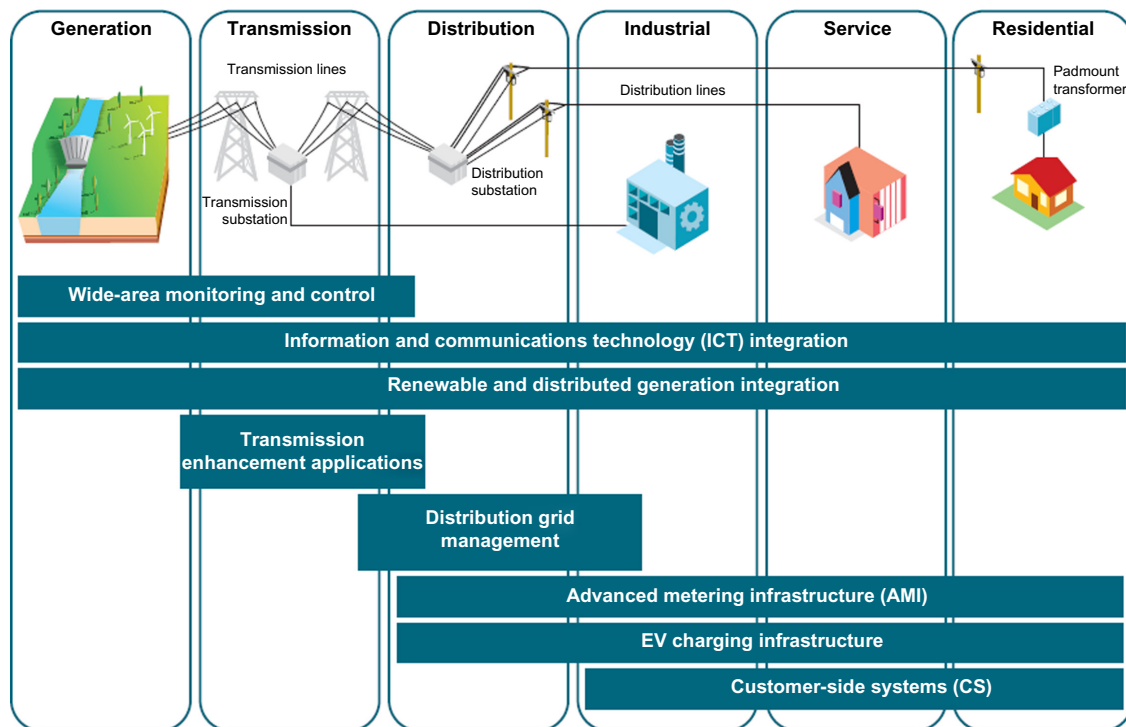 Generation
Transmission
Distribution
Industrial
Service
Residential
Transmission lines
Distribution lines
Padmount
transformer
Distribution
substation
Transmission
substation
Wide-area monitoring and control
Information and communications technology (ICT) integration
Renewable and distributed generation integration
Transmission
enhancement applications
Distribution grid
management
Advanced metering infrastructure (AMI)
EV charging infrastructure
Customer-side systems (CS)